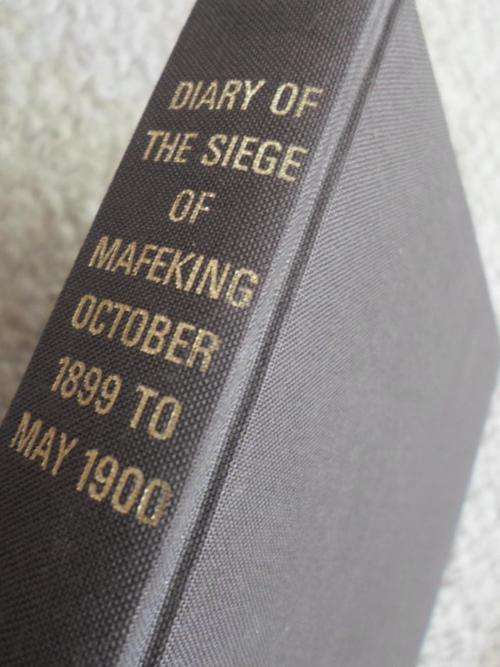 DIARY OF
THE SIEGE
OF
MAFEKING
OCTOBER
1899 TO
MAY 1900